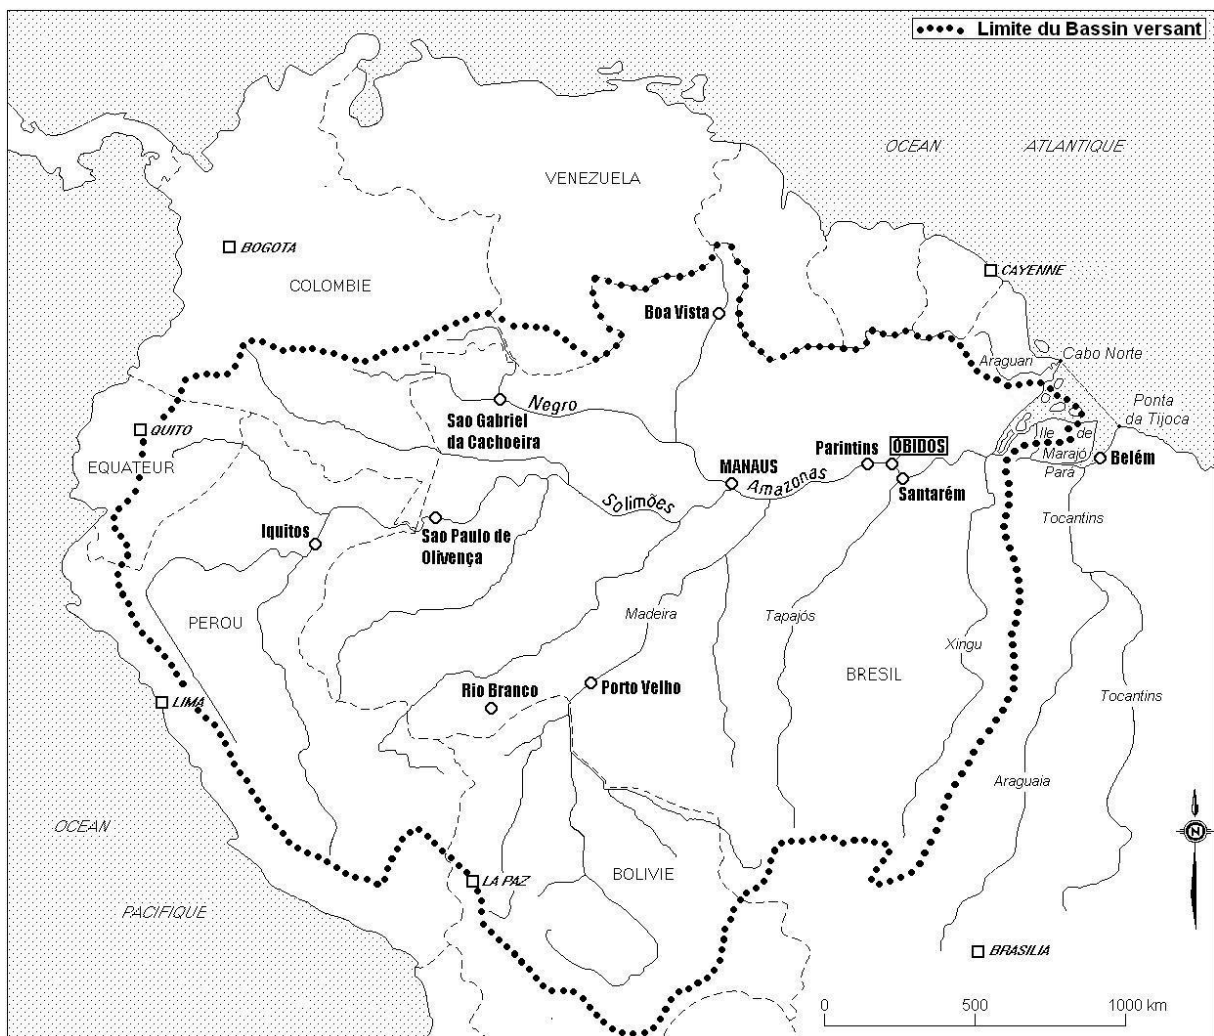 Limite du Bassin versant
OCEAN ATLANTIQUE
VENEZUELA
BOGOTA
CAYENNE
COLOMBIE
Boa Vista
Araguari
Cabo Norte
Negro
Ponta
da Tijoca
Sao Gabriel
da Cachoeira
QUITO
Ile de
Marajó
Parintins
ÓBIDOS
EQUATEUR
MANAUS
Amazonas
Pará
Belém
Santarém
Solimões
Tocantins
Iquitos
Sao Paulo de
Olivença
PEROU
Madeira
Tapajós
Xingu
BRESIL
Rio Branco
Porto Velho
Tocantins
LIMA
Araguaia
OCEAN
N
BOLIVIE
LA PAZ
PACIFIQUE
BRASILIA
0 500 1000 km